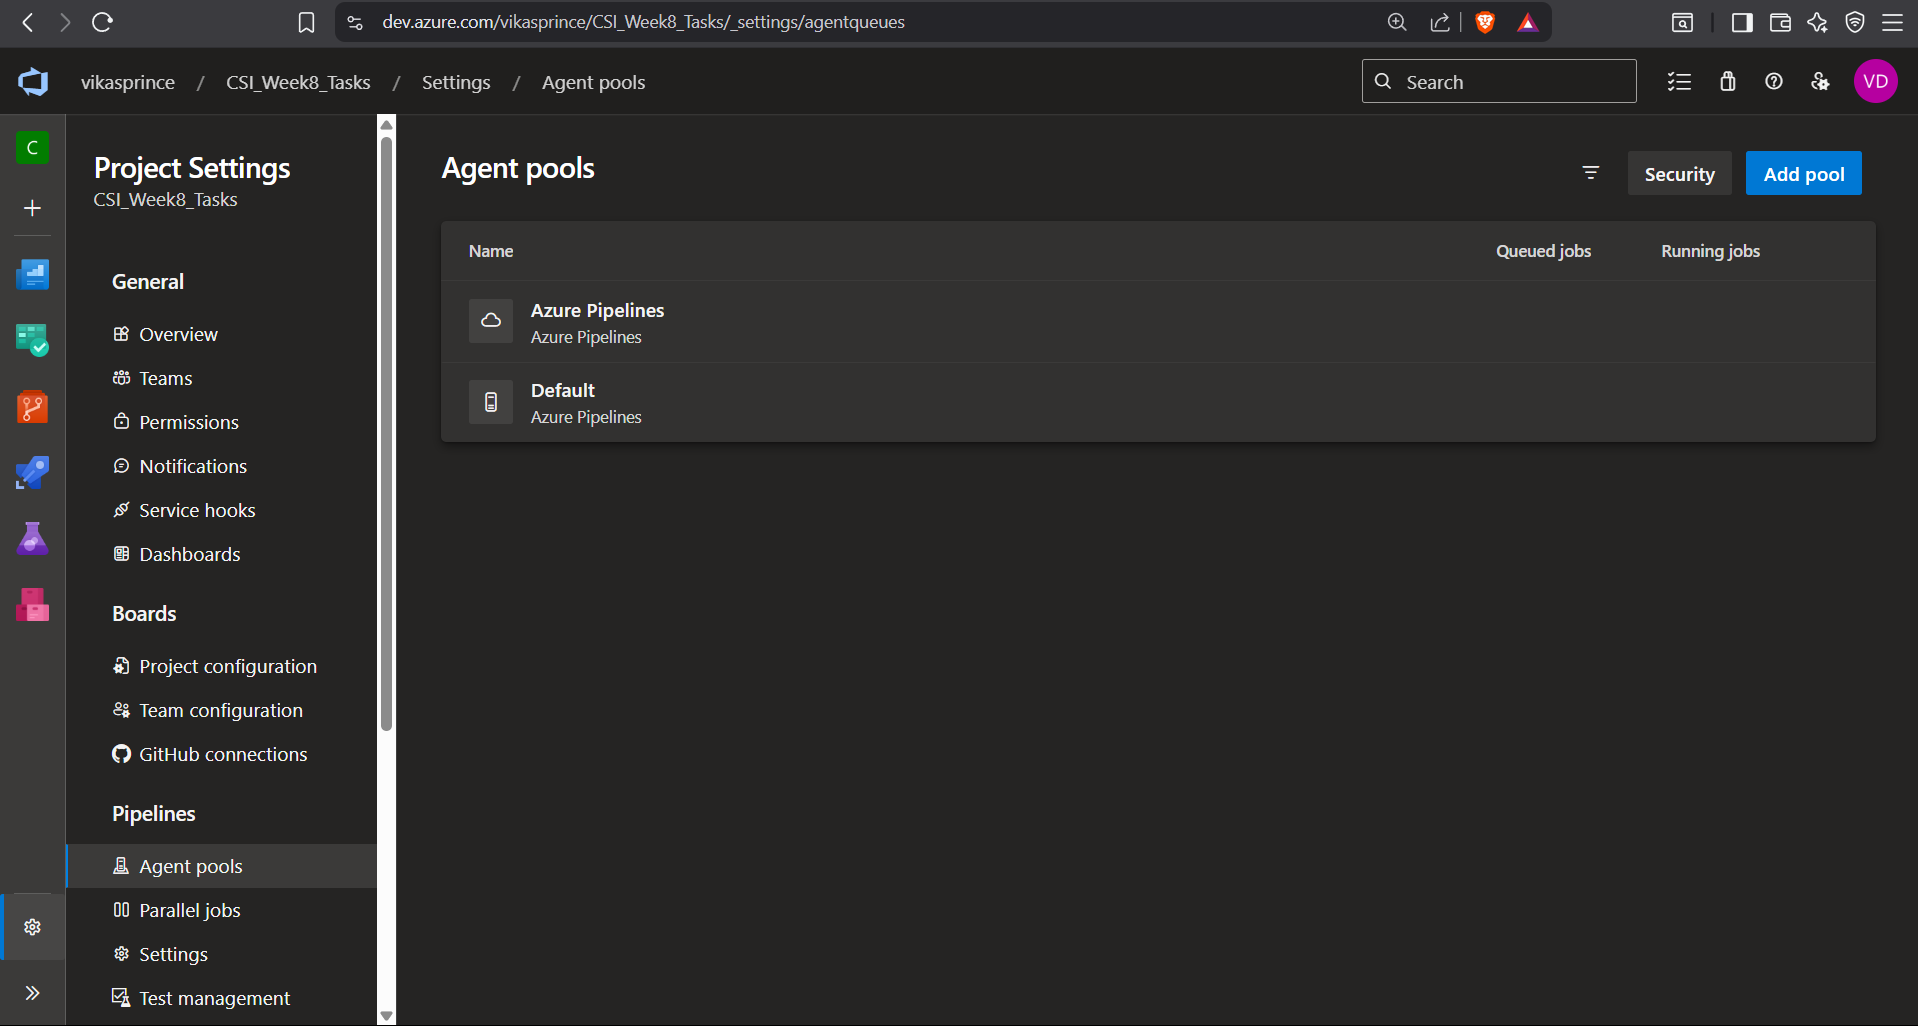 dev.azure.com/vikasprince/CSI_Week8_Tasks/_settings/agentqueues
vikasprince / CSI_Week8_Tasks / Settings / Agent pools
Search
VD
C
Project Settings
CSI_Week8_Tasks
General
Overview
Teams
Permissions
Notifications
Service hooks
Dashboards
Boards
Project configuration
Team configuration
GitHub connections
Pipelines
Agent pools
Parallel jobs
Settings
Test management
Agent pools
Security
Add pool
Name Queued jobs Running jobs
Azure Pipelines
Azure Pipelines
Default
Azure Pipelines